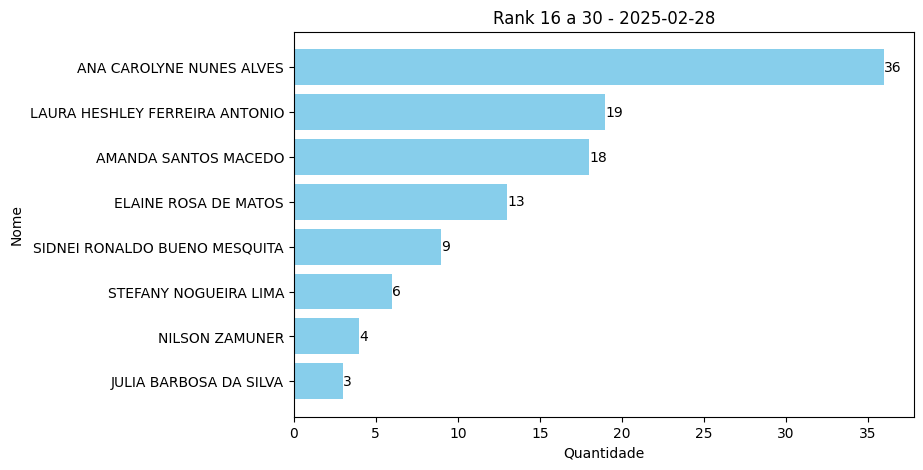 Rank 16 a 30 - 2025-02-28
Nome
ANA CAROLYNE NUNES ALVES 36
LAURA HESHLEY FERREIRA ANTONIO 19
AMANDA SANTOS MACEDO 18
ELAINE ROSA DE MATOS 13
SIDNEI RONALDO BUENO MESQUITA 9
STEFANY NOGUEIRA LIMA 6
NILSON ZAMUNER 4
JULIA BARBOSA DA SILVA 3
0 5 10 15 20 25 30 35
Quantidade